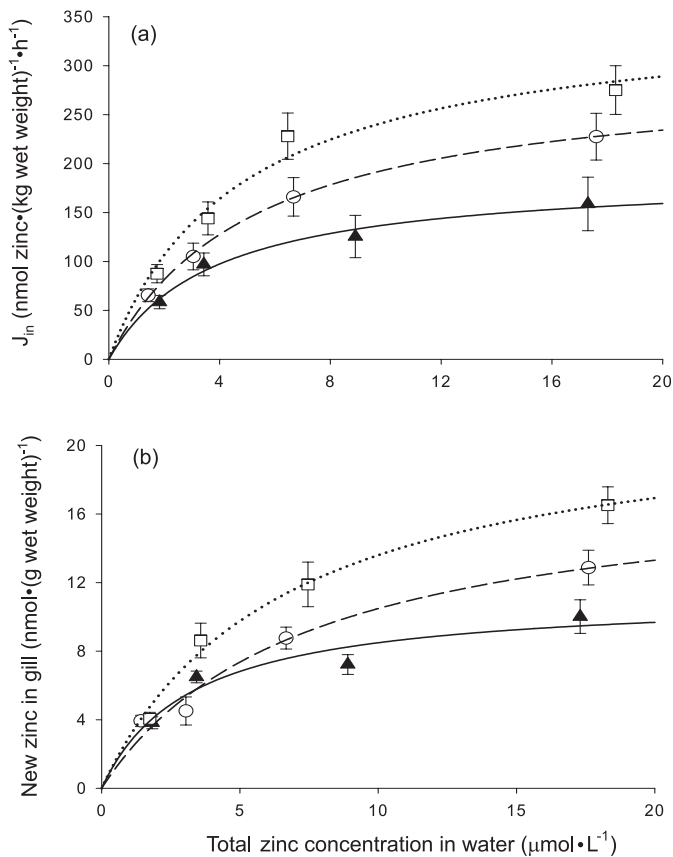 (a)
J_in (nmol zinc•(kg wet weight)⁻¹•h⁻¹)
350
300
250
200
150
100
50
0
0 4 8 12 16 20
(b)
New zinc in gill (nmol•(g wet weight)⁻¹)
20
16
12
8
4
0
0 5 10 15 20
Total zinc concentration in water (μmol•L⁻¹)